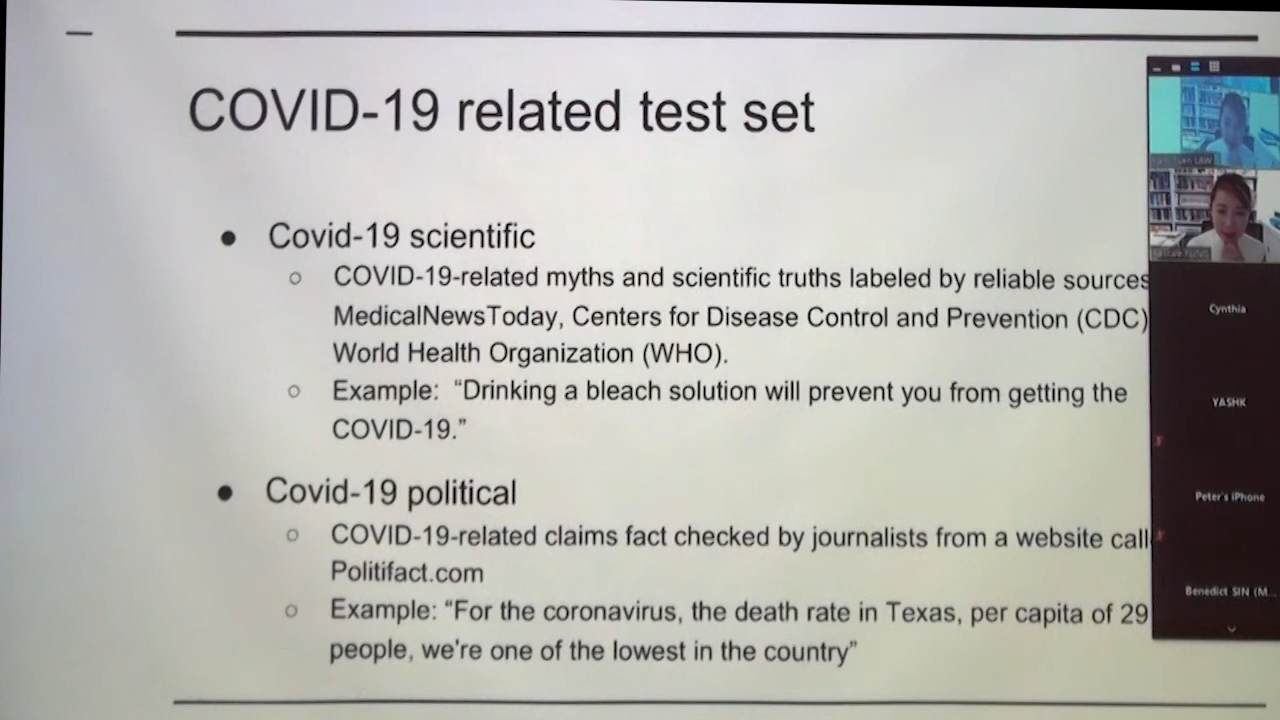 COVID-19 related test set
● Covid-19 scientific
○ COVID-19-related myths and scientific truths labeled by reliable sources
MedicalNewsToday, Centers for Disease Control and Prevention (CDC)
World Health Organization (WHO).
○ Example: “Drinking a bleach solution will prevent you from getting the
COVID-19.”
● Covid-19 political
○ COVID-19-related claims fact checked by journalists from a website call
Politifact.com
○ Example: “For the coronavirus, the death rate in Texas, per capita of 29
people, we're one of the lowest in the country”
LAW
Cynthia
YASHK
Peter's iPhone
Benedict SIN (M...